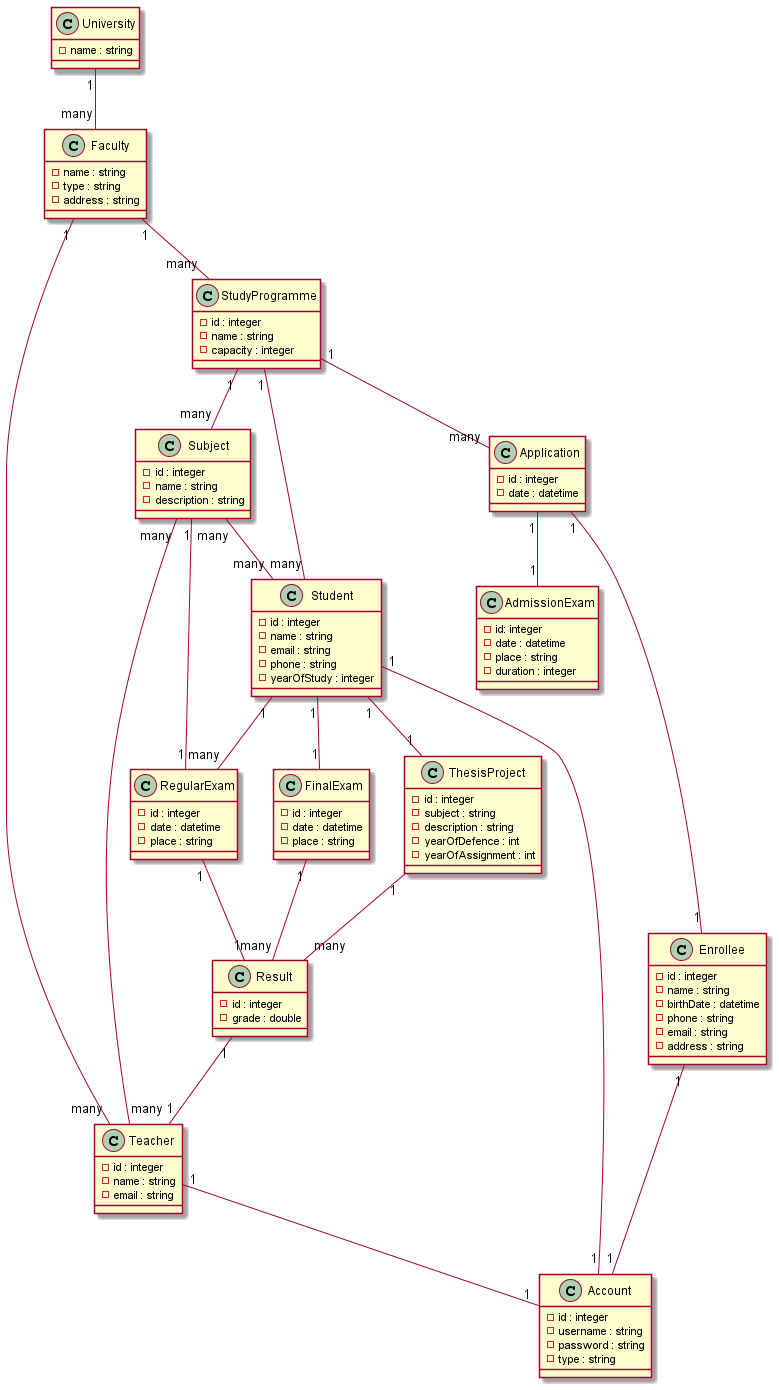 C University
name : string
1
many
C Faculty
name : string
type : string
address : string
1
1
many
C StudyProgramme
id : integer
name : string
capacity : integer
1
1
1
many
many
C Subject
id : integer
name : string
description : string
C Application
id : integer
date : datetime
many
1
many
1
1
many
many
1
C Student
id : integer
name : string
email : string
phone : string
yearOfStudy : integer
C AdmissionExam
id: integer
date : datetime
place : string
duration : integer
1
1
1
1
1
many
1
1
C RegularExam
id : integer
date : datetime
place : string
C FinalExam
id : integer
date : datetime
place : string
C ThesisProject
id : integer
subject : string
description : string
yearOfDefence : int
yearOfAssignment : int
1
1
1
1
1
many
many
C Result
id : integer
grade : double
C Enrollee
id : integer
name : string
birthDate : datetime
phone : string
email : string
address : string
1
1
many
many
1
C Teacher
id : integer
name : string
email : string
1
1
1
1
C Account
id : integer
username : string
password : string
type : string